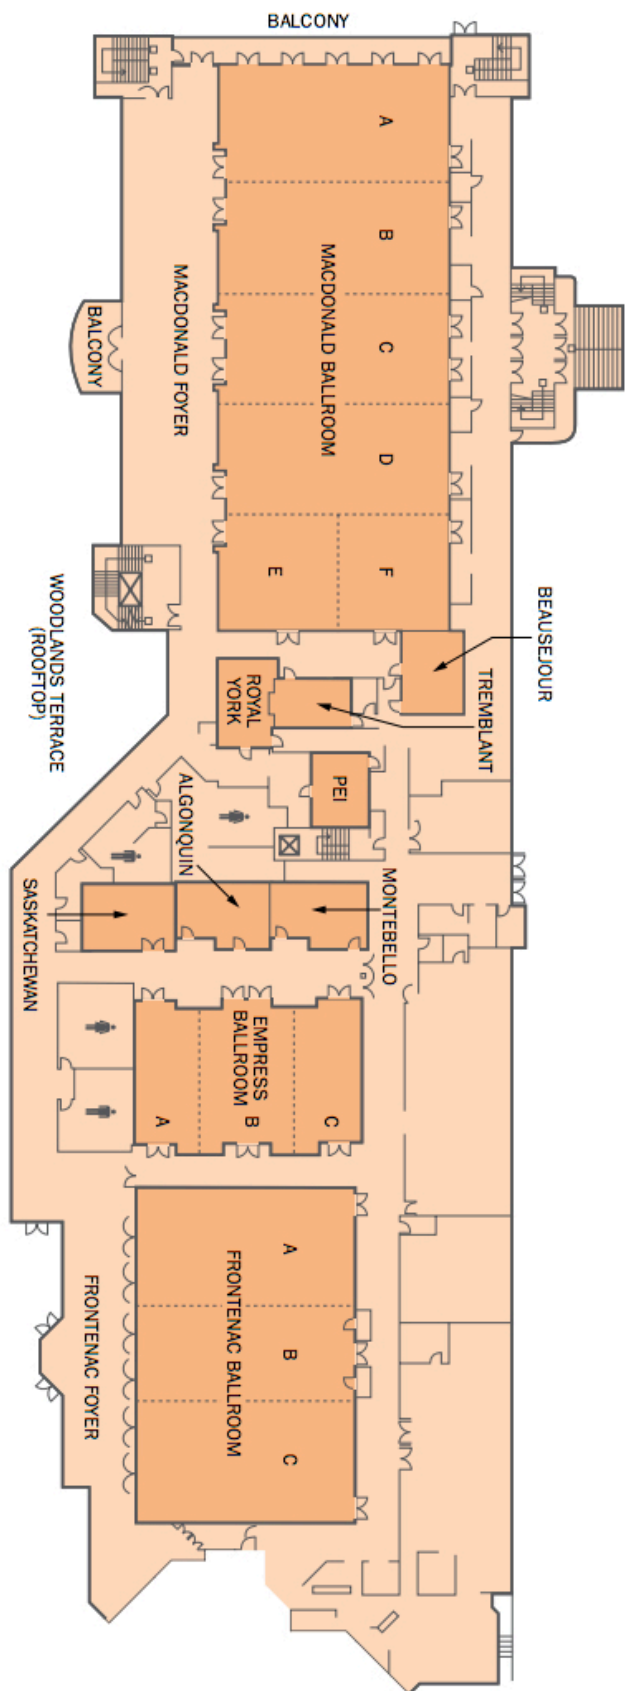 BALCONY
A
B
MACDONALD BALLROOM
C
D
E
F
MACDONALD FOYER
BALCONY
WOODLANDS TERRACE
(ROOFTOP)
BEAUSEJOUR
TREMBLANT
ROYAL
YORK
PEI
ALGONQUIN
MONTEBELLO
SASKATCHEWAN
EMPRESS
BALLROOM
A
B
C
FRONTENAC BALLROOM
A
B
C
FRONTENAC FOYER